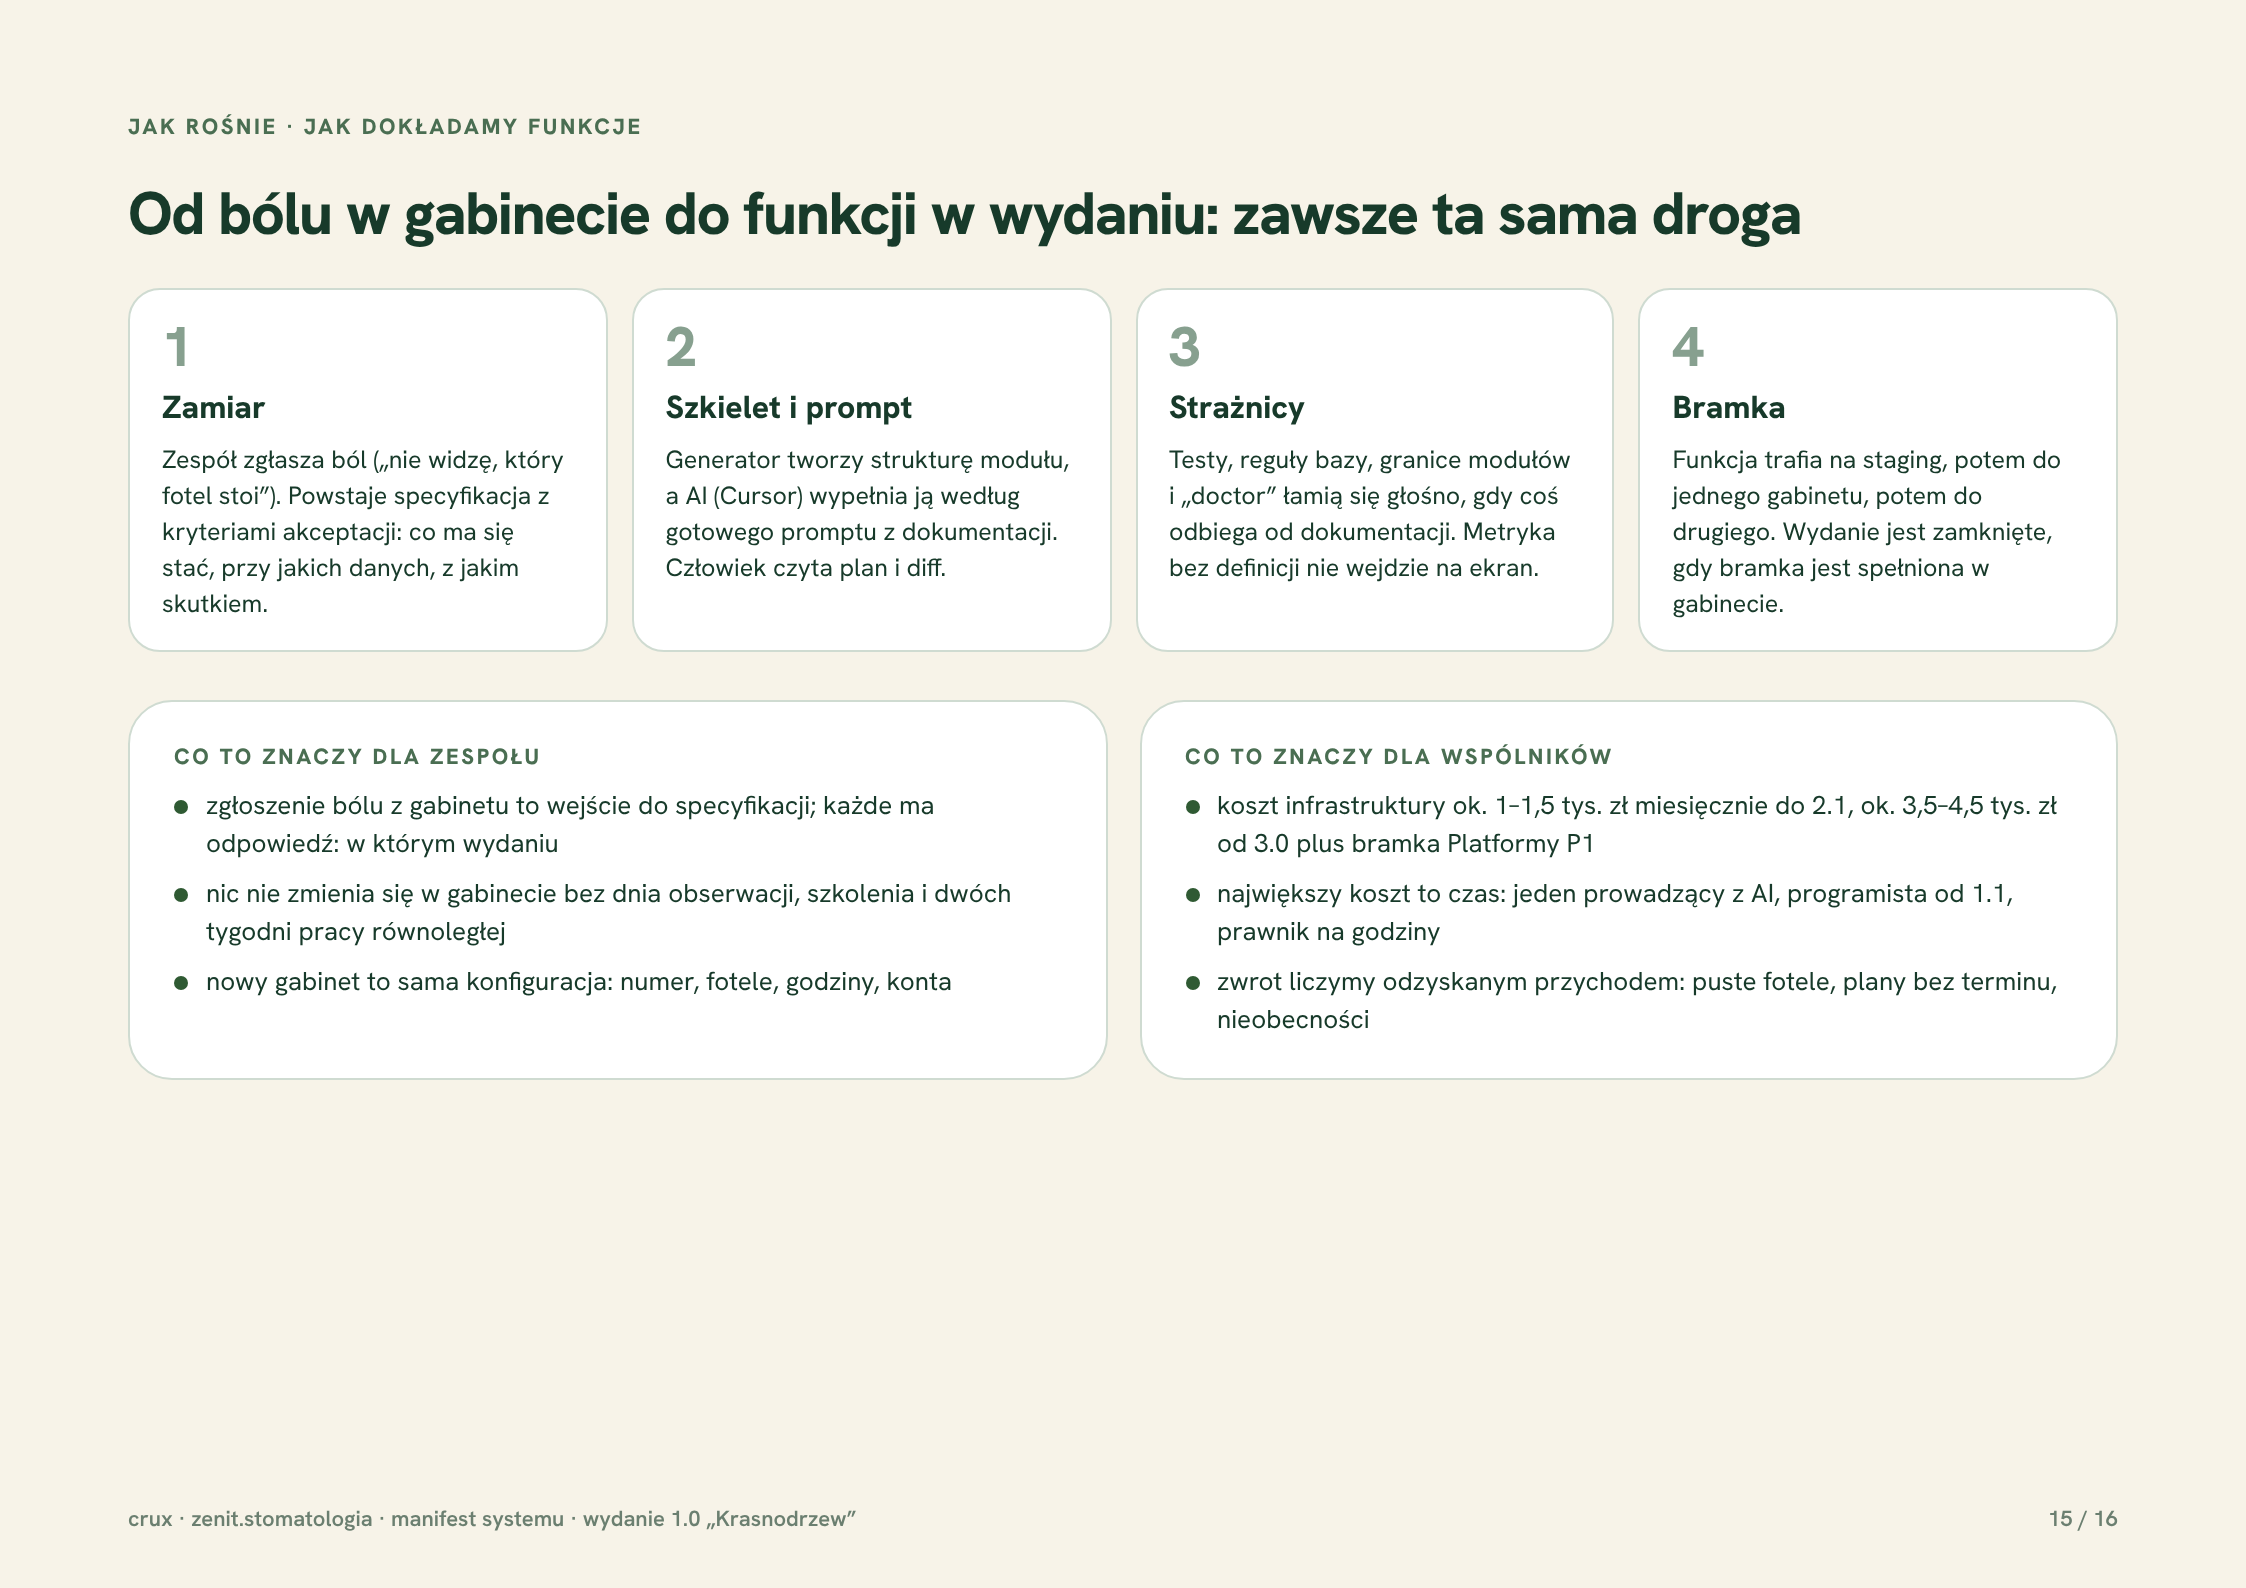 JAK ROŚNIE · JAK DOKŁADAMY FUNKCJE
Od bólu w gabinecie do funkcji w wydaniu: zawsze ta sama droga
1
Zamiar
Zespół zgłasza ból („nie widzę, który
fotel stoi”). Powstaje specyfikacja z
kryteriami akceptacji: co ma się
stać, przy jakich danych, z jakim
skutkiem.
2
Szkielet i prompt
Generator tworzy strukturę modułu,
a AI (Cursor) wypełnia ją według
gotowego promptu z dokumentacji.
Człowiek czyta plan i diff.
3
Strażnicy
Testy, reguły bazy, granice modułów
i „doctor” łamią się głośno, gdy coś
odbiega od dokumentacji. Metryka
bez definicji nie wejdzie na ekran.
4
Bramka
Funkcja trafia na staging, potem do
jednego gabinetu, potem do
drugiego. Wydanie jest zamknięte,
gdy bramka jest spełniona w
gabinecie.
CO TO ZNACZY DLA ZESPOŁU
● zgłoszenie bólu z gabinetu to wejście do specyfikacji; każde ma
odpowiedź: w którym wydaniu
● nic nie zmienia się w gabinecie bez dnia obserwacji, szkolenia i dwóch
tygodni pracy równoległej
● nowy gabinet to sama konfiguracja: numer, fotele, godziny, konta
CO TO ZNACZY DLA WSPÓLNIKÓW
● koszt infrastruktury ok. 1–1,5 tys. zł miesięcznie do 2.1, ok. 3,5–4,5 tys. zł
od 3.0 plus bramka Platformy P1
● największy koszt to czas: jeden prowadzący z AI, programista od 1.1,
prawnik na godziny
● zwrot liczymy odzyskanym przychodem: puste fotele, plany bez terminu,
nieobecności
crux · zenit.stomatologia · manifest systemu · wydanie 1.0 „Krasnodrzew”
15 / 16